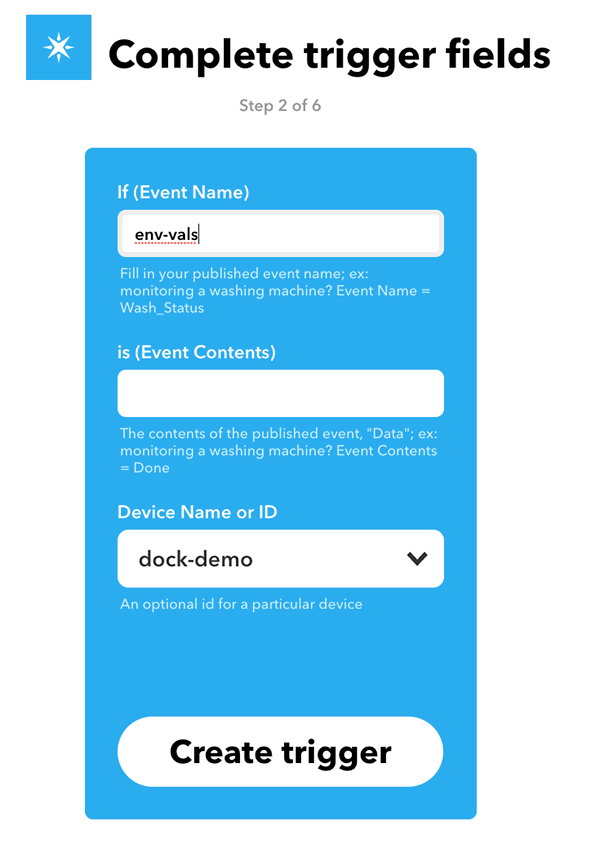 Complete trigger fields
Step 2 of 6
If (Event Name)
env-vals
Fill in your published event name; ex:
monitoring a washing machine? Event Name =
Wash_Status
is (Event Contents)
The contents of the published event, "Data"; ex:
monitoring a washing machine? Event Contents
= Done
Device Name or ID
dock-demo
An optional id for a particular device
Create trigger